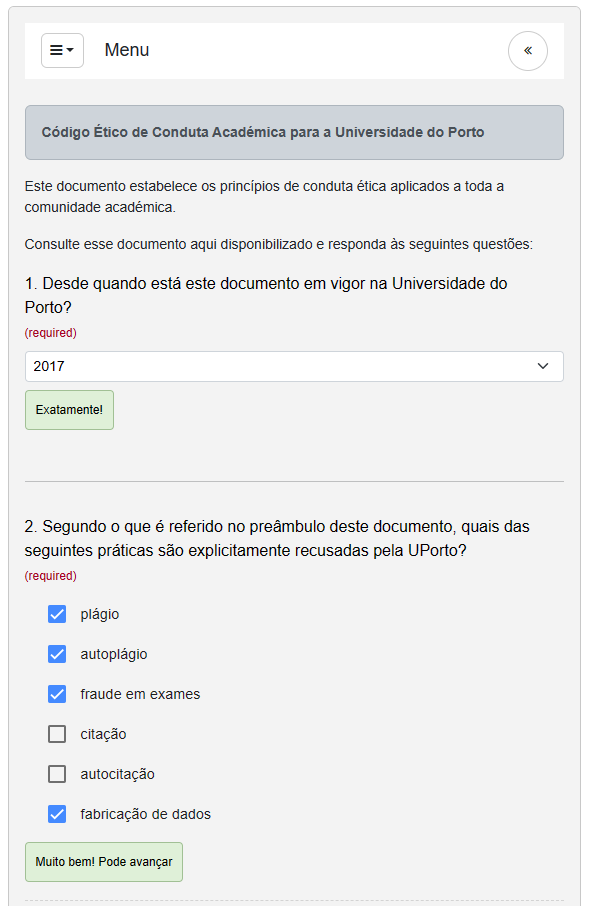 Menu
«
Código Ético de Conduta Académica para a Universidade do Porto
Este documento estabelece os princípios de conduta ética aplicados a toda a
comunidade académica.
Consulte esse documento aqui disponibilizado e responda às seguintes questões:
1. Desde quando está este documento em vigor na Universidade do
Porto?
(required)
2017
Exatamente!
2. Segundo o que é referido no preâmbulo deste documento, quais das
seguintes práticas são explicitamente recusadas pela UPorto?
(required)
plágio
autoplágio
fraude em exames
citação
autocitação
fabricação de dados
Muito bem! Pode avançar